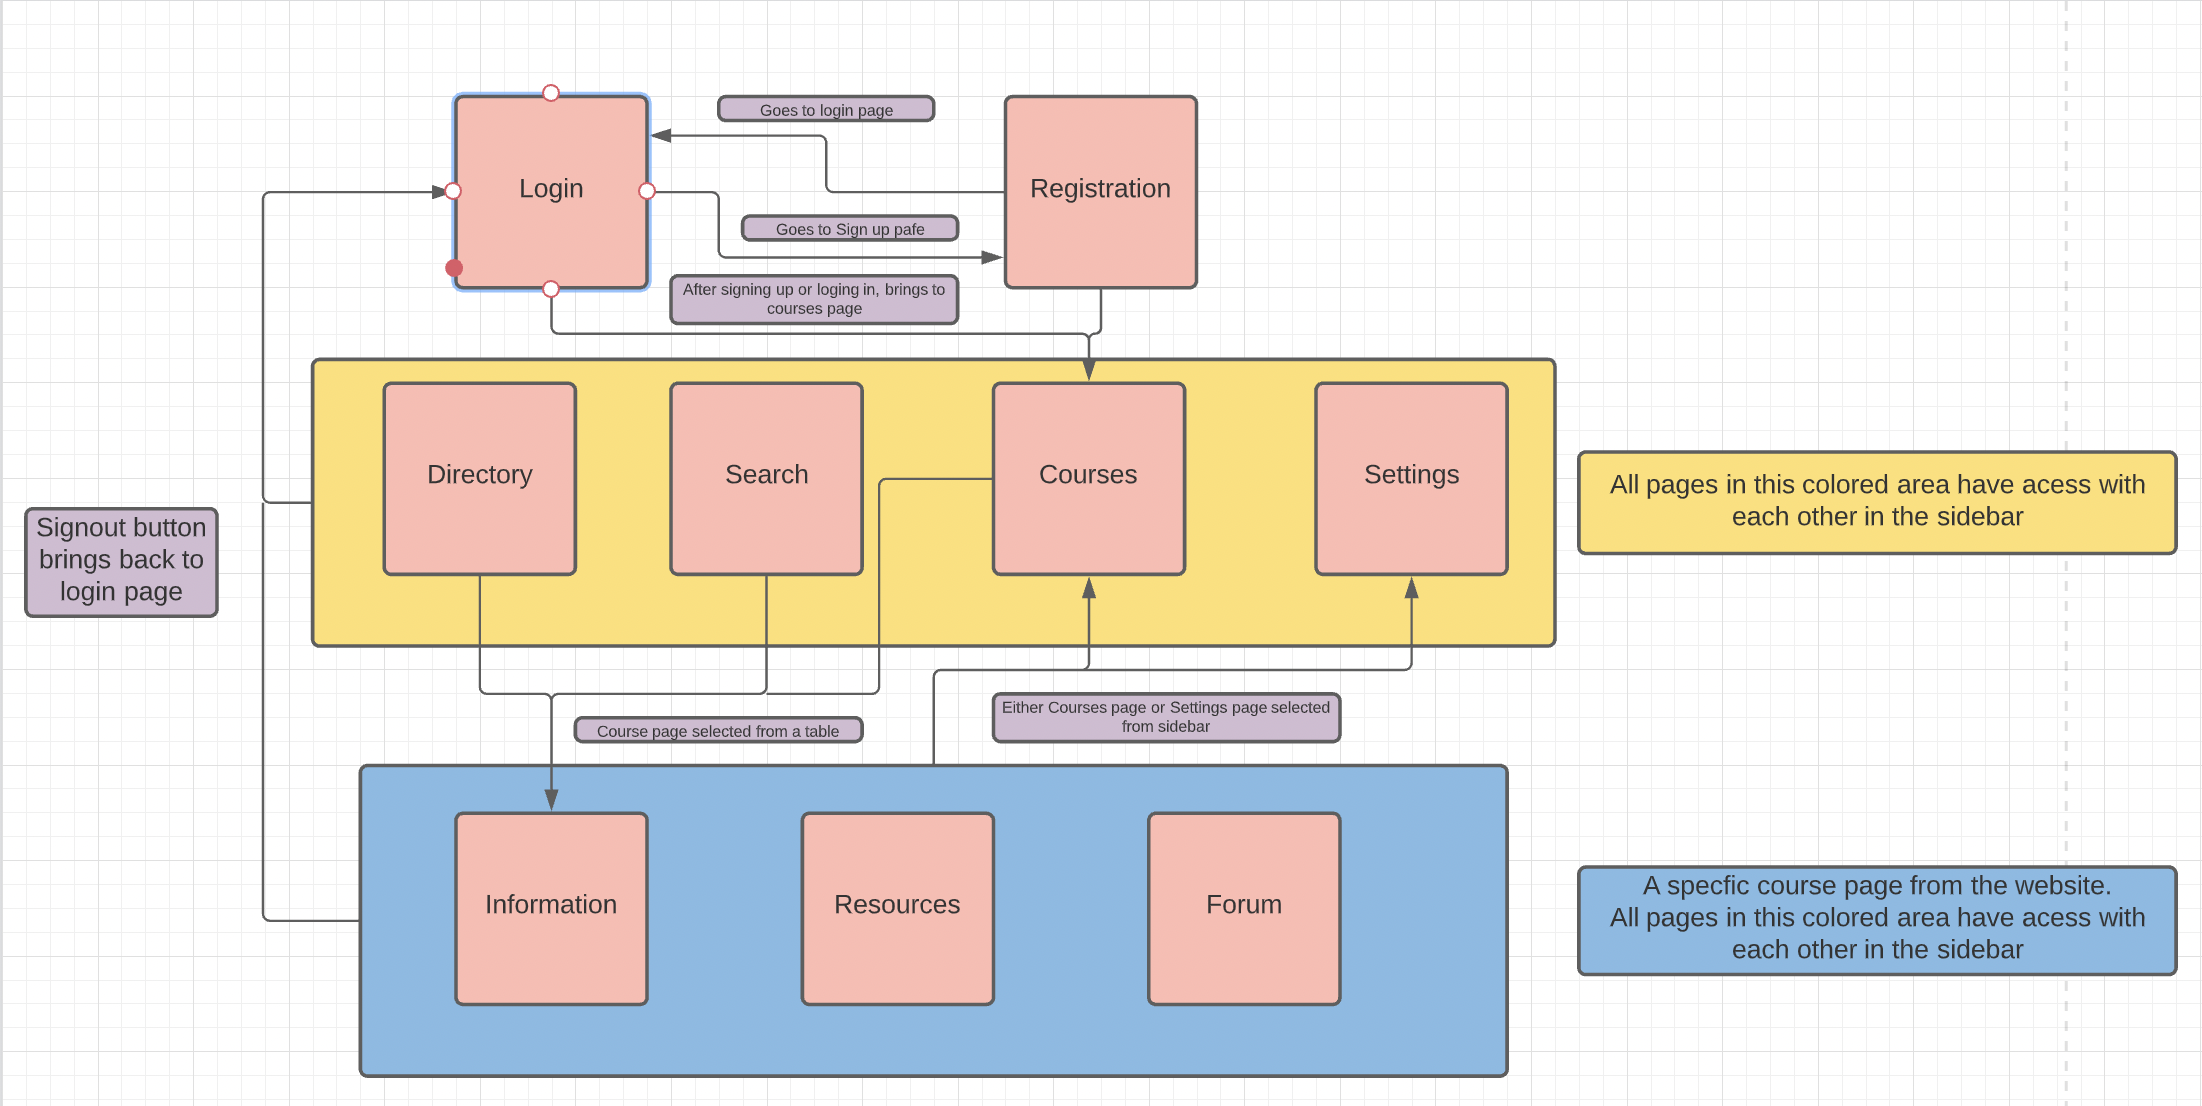 Goes to login page
Login
Registration
Goes to Sign up pafe
After signing up or loging in, brings to
courses page
Directory
Search
Courses
Settings
All pages in this colored area have acess with
each other in the sidebar
Signout button
brings back to
login page
Course page selected from a table
Either Courses page or Settings page selected
from sidebar
Information
Resources
Forum
A specfic course page from the website.
All pages in this colored area have acess with
each other in the sidebar